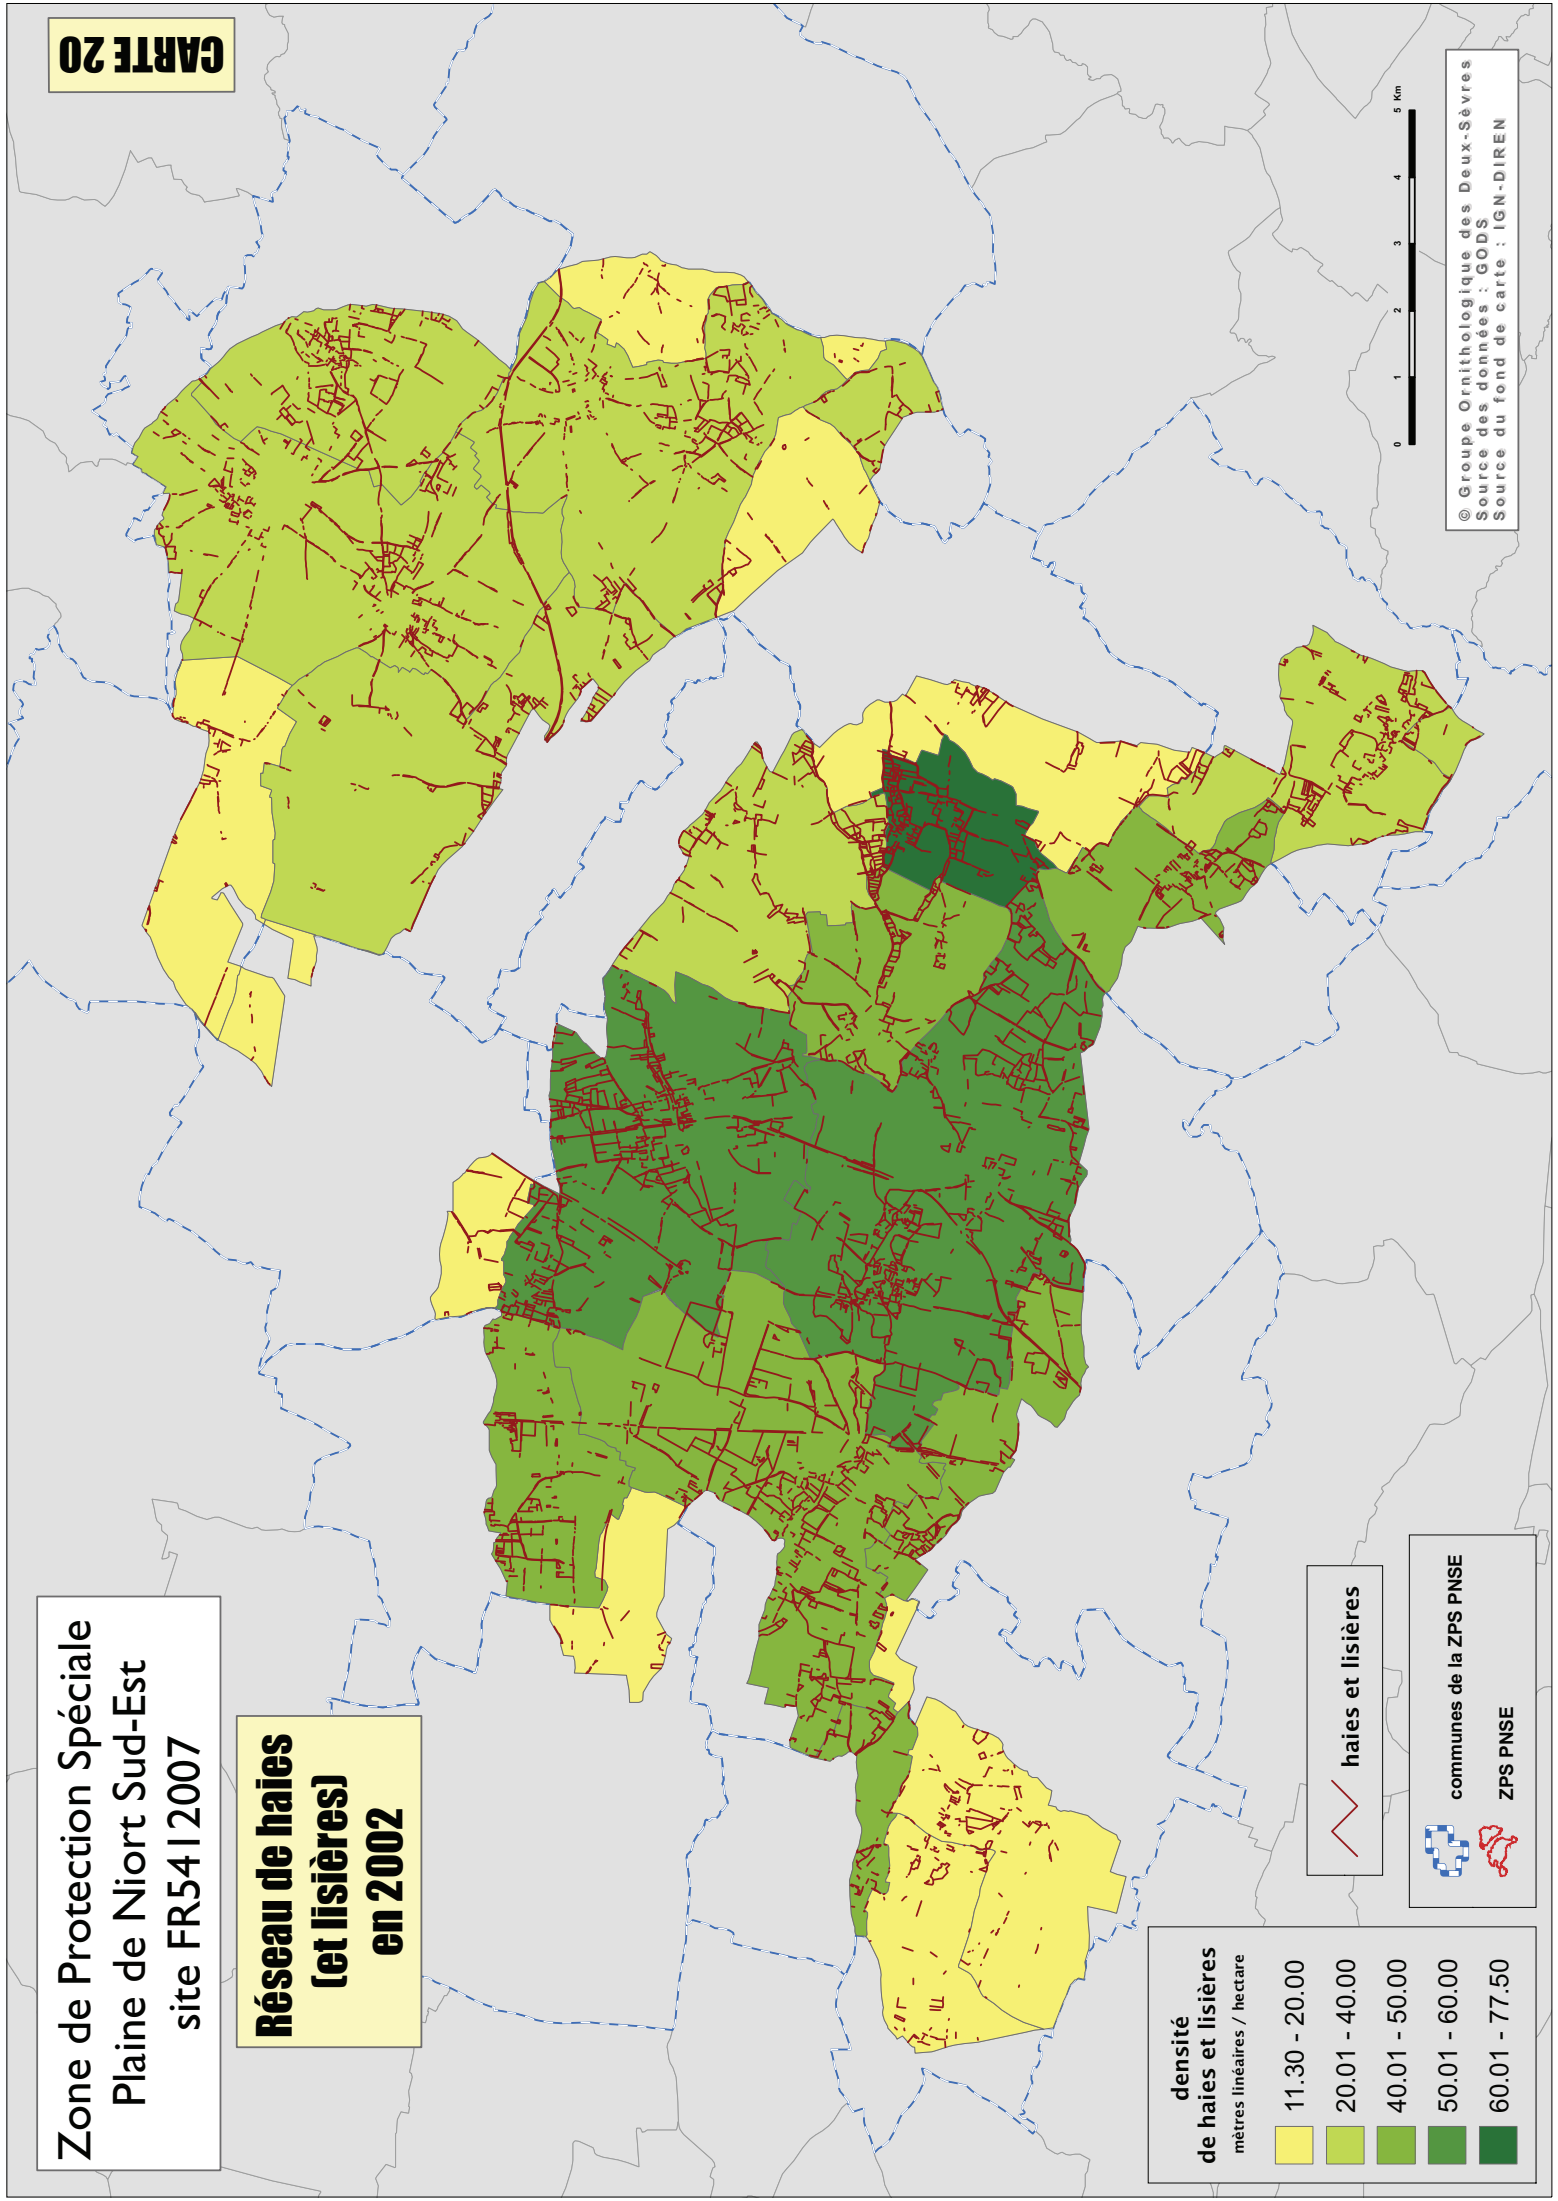 Zone de Protection Spéciale
Plaine de Niort Sud-Est
site FR5412007
Réseau de haies
(et lisières)
en 2002
CARTE 20
densité
de haies et lisières
mètres linéaires / hectare
11.30 - 20.00
20.01 - 40.00
40.01 - 50.00
50.01 - 60.00
60.01 - 77.50
haies et lisières
communes de la ZPS PNSE
ZPS PNSE
0 1 2 3 4 5 Km
© Groupe Ornithologique des Deux-Sèvres
Source des données : GODS
Source du fond de carte : IGN-DIREN